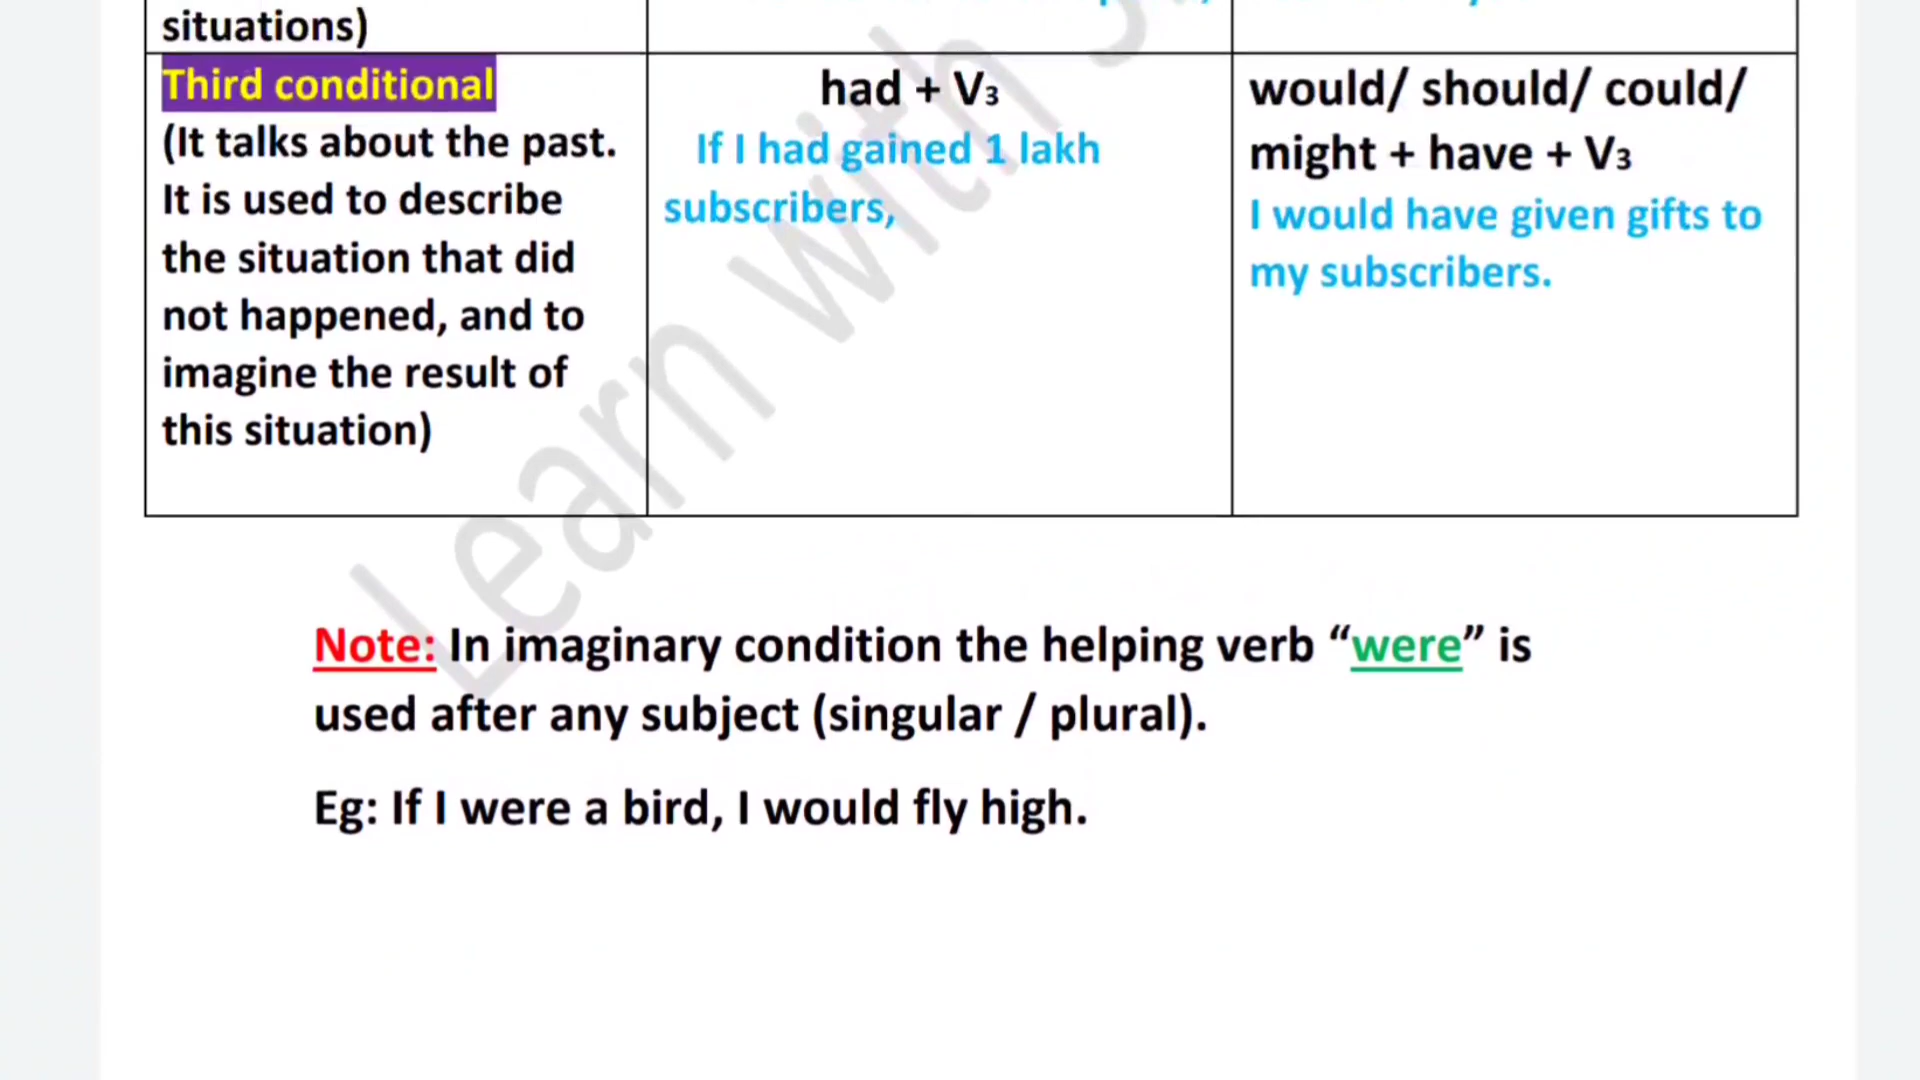 situations)
Third conditional
(It talks about the past.
It is used to describe
the situation that did
not happened, and to
imagine the result of
this situation)
had + V3
If I had gained 1 lakh
subscribers,
would/ should/ could/
might + have + V3
I would have given gifts to
my subscribers.
Note: In imaginary condition the helping verb “were” is
used after any subject (singular / plural).
Eg: If I were a bird, I would fly high.
Learn with